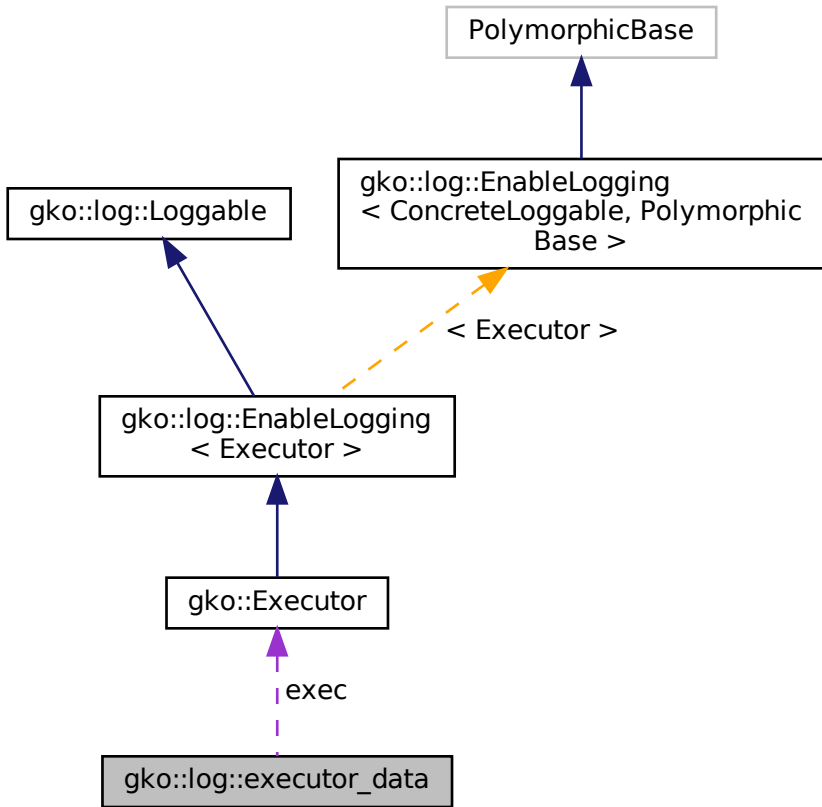 PolymorphicBase
gko::log::EnableLogging
< ConcreteLoggable, Polymorphic
Base >
gko::log::Loggable
< Executor >
gko::log::EnableLogging
< Executor >
gko::Executor
exec
gko::log::executor_data